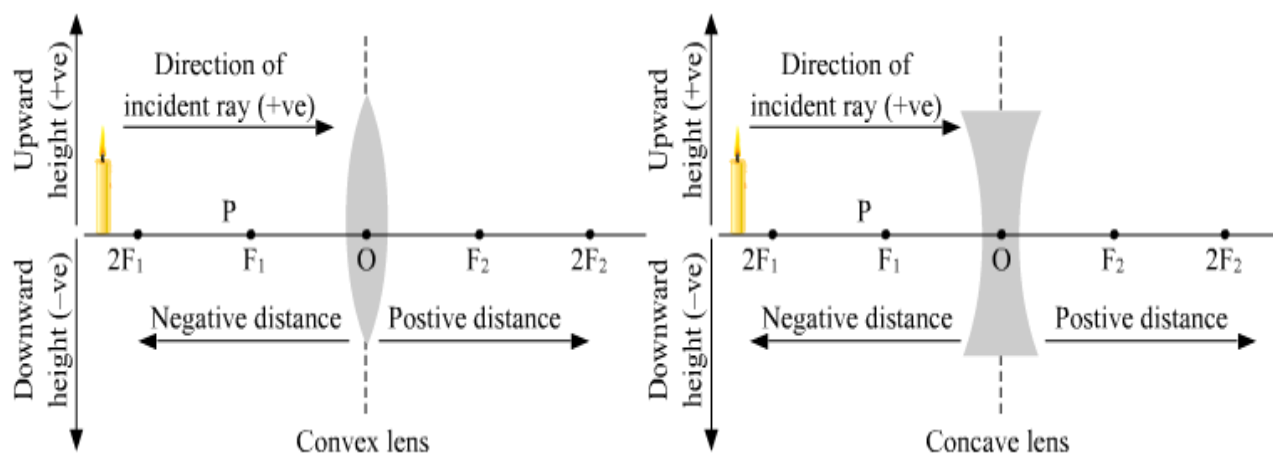 Upward
height (+ve)
Direction of
incident ray (+ve)
P
2F₁ F₁ O F₂ 2F₂
Negative distance Postive distance
Downward
height (−ve)
Convex lens
Upward
height (+ve)
Direction of
incident ray (+ve)
P
2F₁ F₁ O F₂ 2F₂
Negative distance Postive distance
Downward
height (−ve)
Concave lens